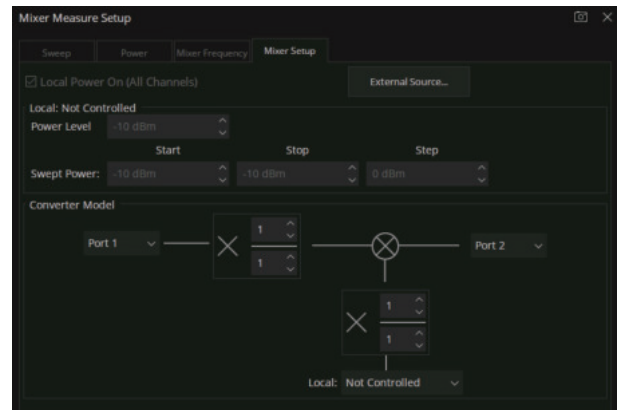 Mixer Measure Setup
Sweep Power Mixer Frequency Mixer Setup
Local Power On (All Channels) External Source...
Local: Not Controlled
Power Level -10 dBm
Start Stop Step
Swept Power: -10 dBm -10 dBm 0 dBm
Converter Model
1
Port 1 Port 2
1
1
1
Local: Not Controlled